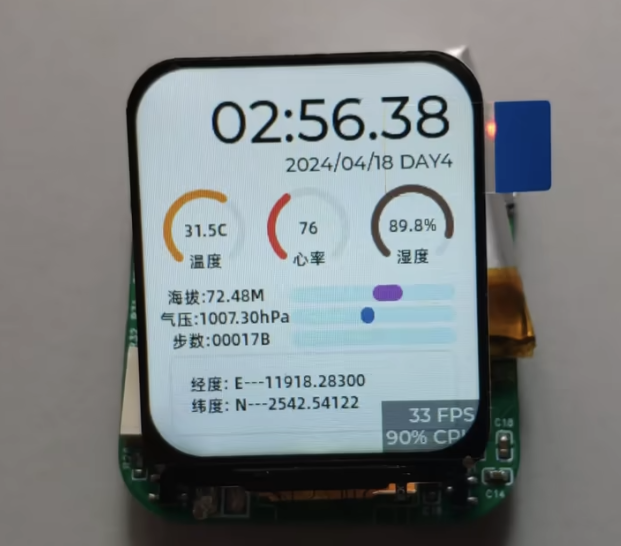 02:56.38
2024/04/18 DAY4
31.5C
76
89.8%
温度
心率
湿度
海拔:72.48M
气压:1007.30hPa
步数:00017B
经度: E---11918.28300
纬度: N---2542.54122
33 FPS
90% CPU
C18
C14